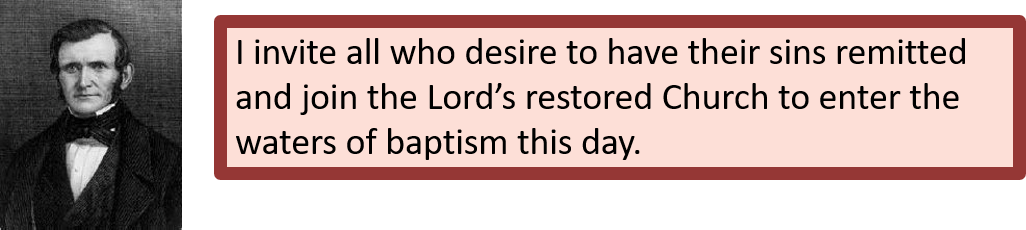 I invite all who desire to have their sins remitted
and join the Lord’s restored Church to enter the
waters of baptism this day.